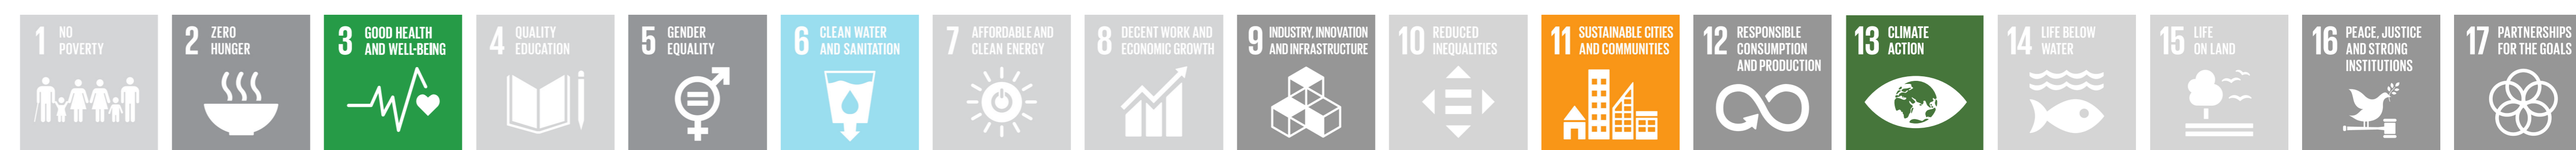 1 NO
POVERTY
2 ZERO
HUNGER
3 GOOD HEALTH
AND WELL-BEING
4 QUALITY
EDUCATION
5 GENDER
EQUALITY
6 CLEAN WATER
AND SANITATION
7 AFFORDABLE AND
CLEAN ENERGY
8 DECENT WORK AND
ECONOMIC GROWTH
9 INDUSTRY, INNOVATION
AND INFRASTRUCTURE
10 REDUCED
INEQUALITIES
11 SUSTAINABLE CITIES
AND COMMUNITIES
12 RESPONSIBLE
CONSUMPTION
AND PRODUCTION
13 CLIMATE
ACTION
14 LIFE BELOW
WATER
15 LIFE
ON LAND
16 PEACE, JUSTICE
AND STRONG
INSTITUTIONS
17 PARTNERSHIPS
FOR THE GOALS